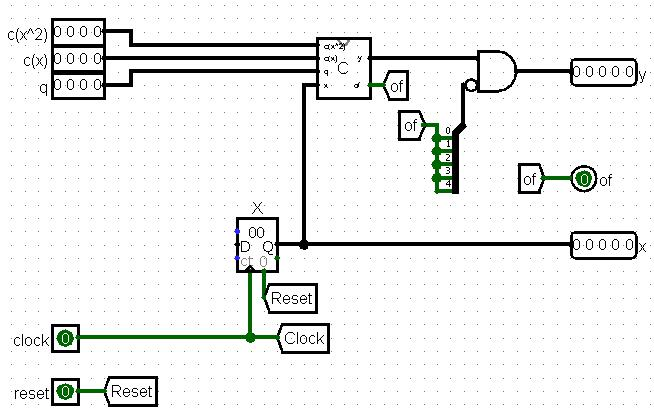 c(x^2) 0 0 0 0
c(x) 0 0 0 0
q 0 0 0 0
c(x^2)
c(x) y
q
x of
C
of
0 0 0 0 0 y
of
0
1
2
3
4
of 0 of
X
00
D Q
ct 0
0 0 0 0 0 x
Reset
clock 0 Clock
reset 0 Reset